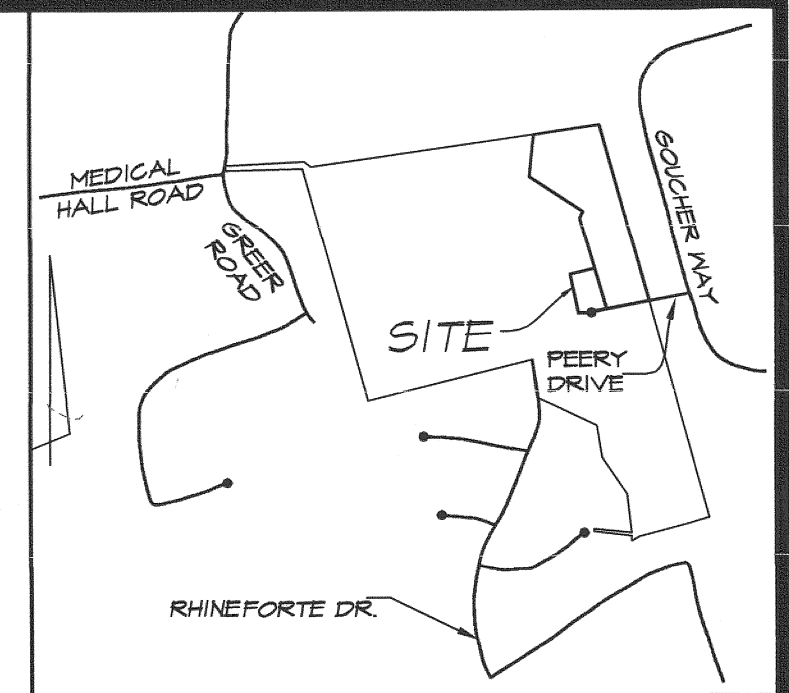 MEDICAL
HALL ROAD
GREER
ROAD
GOUCHER WAY
SITE
PEERY
DRIVE
RHINEFORTE DR.